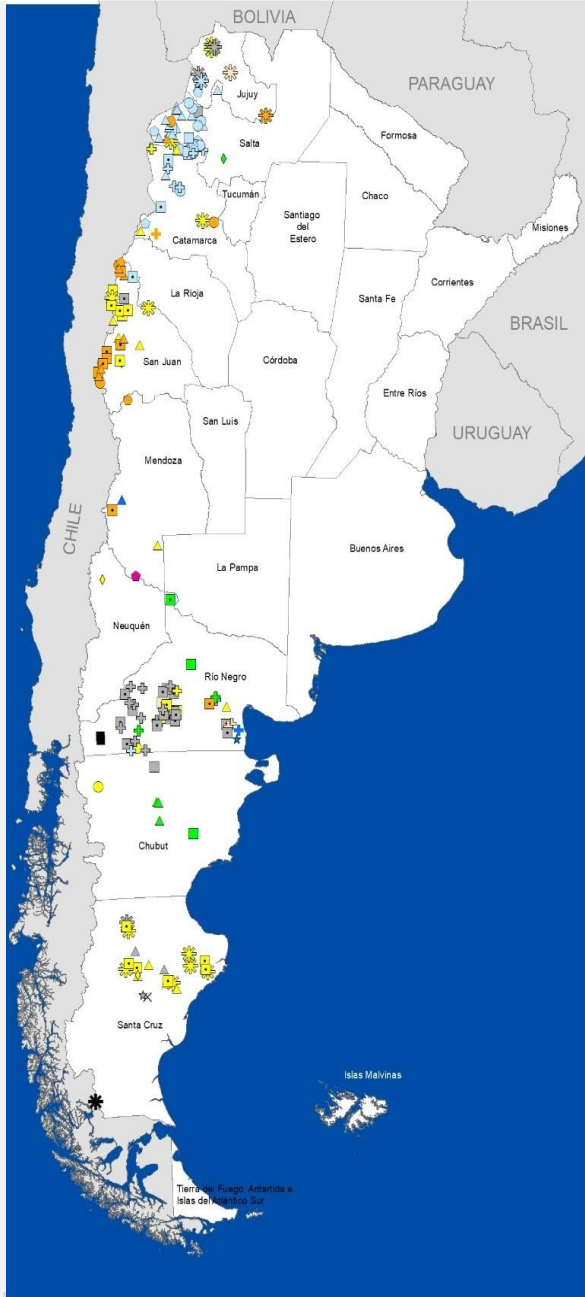 BOLIVIA
PARAGUAY
Jujuy
Formosa
Salta
Tucumán
Chaco
Santiago
del
Estero
Misiones
Catamarca
Corrientes
La Rioja
Santa Fe
BRASIL
San Juan
Córdoba
Entre Ríos
San Luis
URUGUAY
Mendoza
CHILE
Buenos Aires
La Pampa
Neuquén
Río Negro
Chubut
Santa Cruz
Islas Malvinas
Tierra del Fuego, Antartida e
Islas del Atlántico Sur